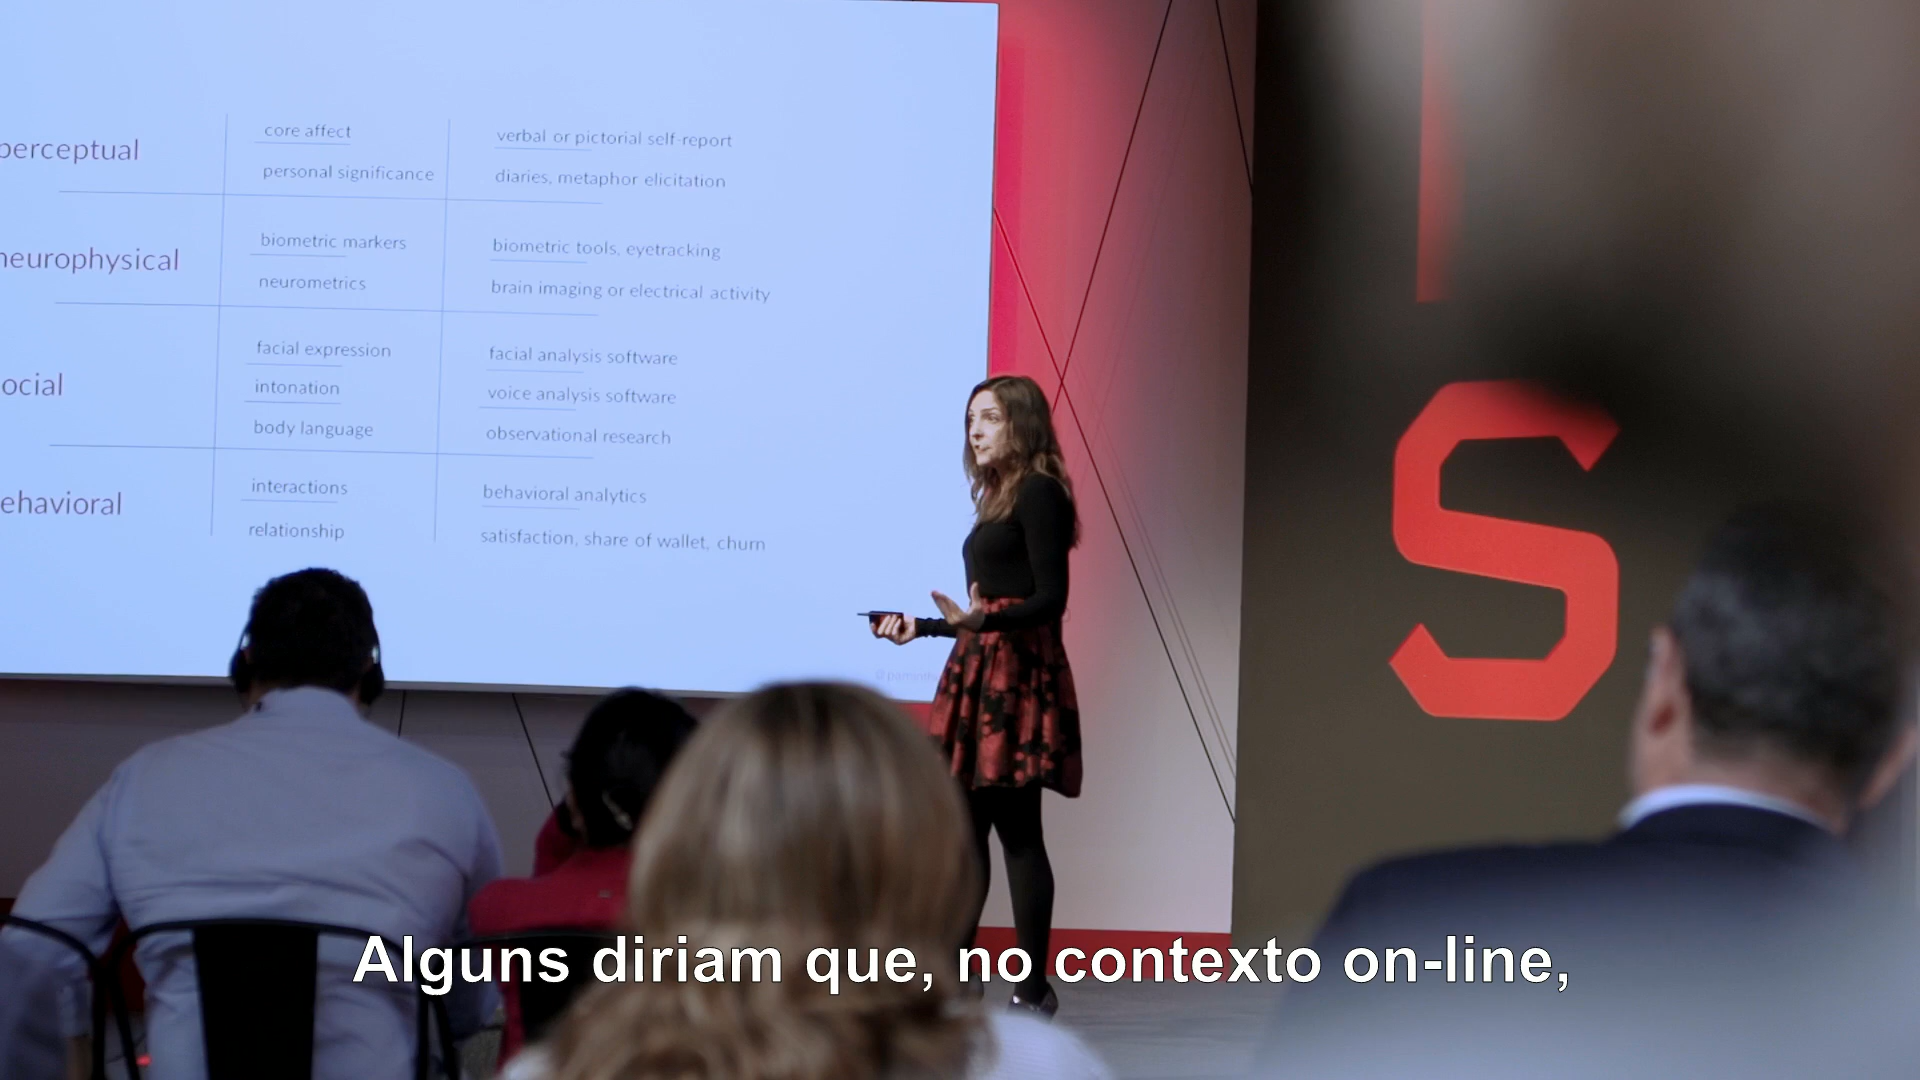 perceptual
core affect
verbal or pictorial self-report
personal significance
diaries, metaphor elicitation
neurophysical
biometric markers
biometric tools, eyetracking
neurometrics
brain imaging or electrical activity
ocial
facial expression
facial analysis software
intonation
voice analysis software
body language
observational research
ehavioral
interactions
behavioral analytics
relationship
satisfaction, share of wallet, churn
S
Alguns diriam que, no contexto on-line,